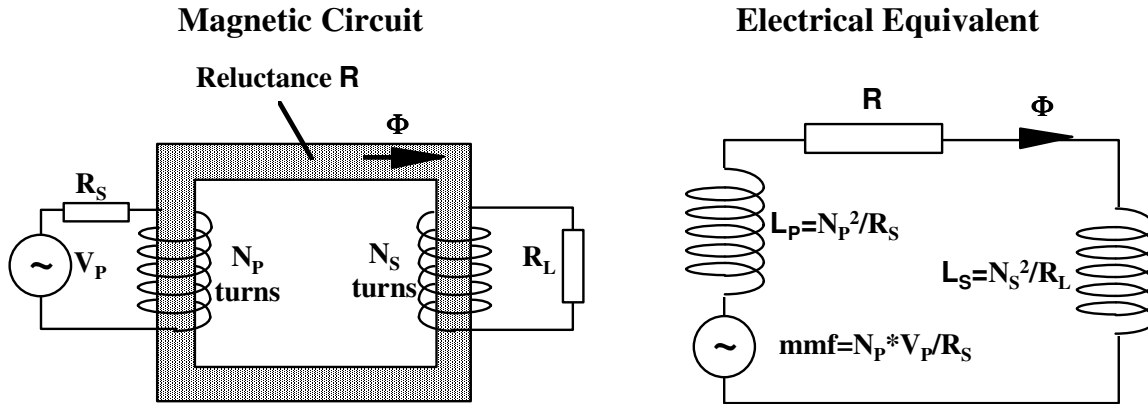 Magnetic Circuit
Electrical Equivalent
Reluctance R
Φ
R_S
V_P
N_P
turns
N_S
turns
R_L
~
R
Φ
L_P=N_P²/R_S
L_S=N_S²/R_L
~
mmf=N_P*V_P/R_S